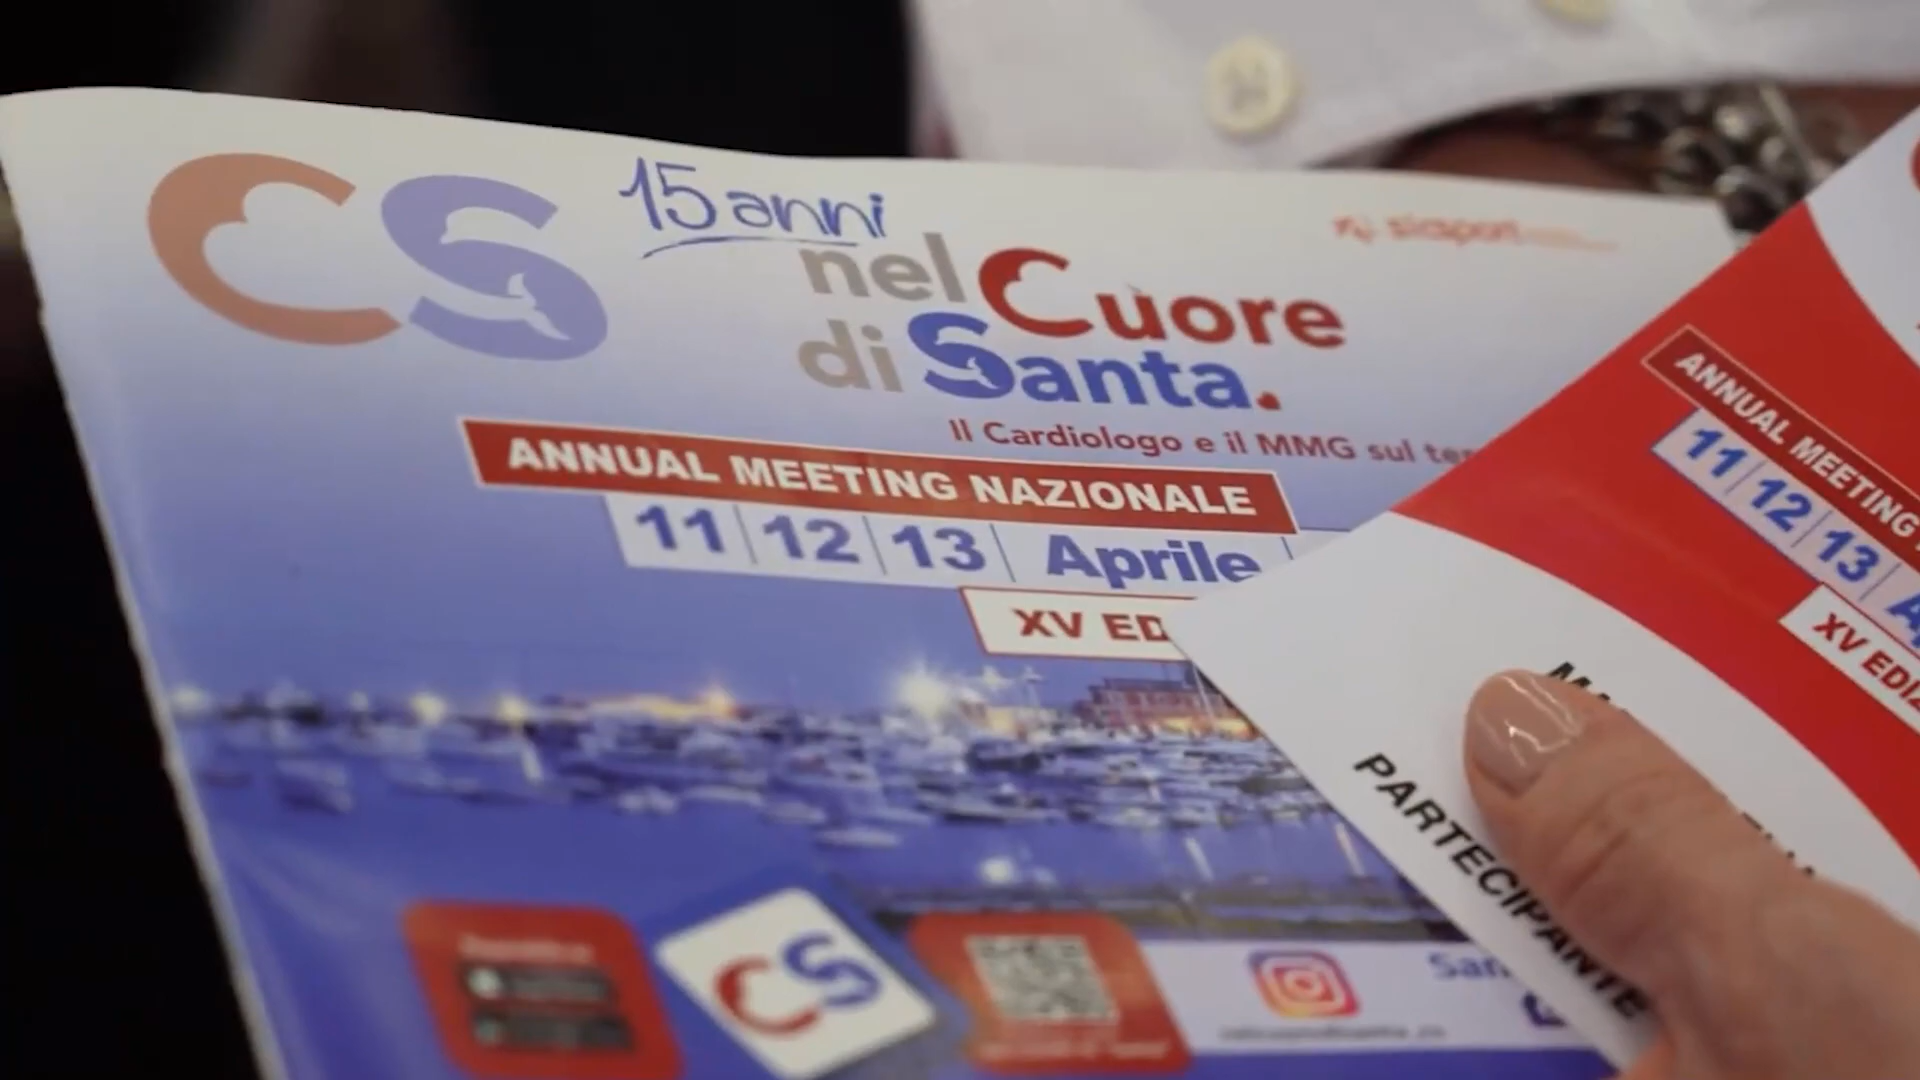 CS
15 anni
nel Cuore
di Santa.
Il Cardiologo e il MMG sul
ANNUAL MEETING NAZIONALE
11 12 13 Aprile
XV ED
CS
San
ANNUAL MEETING
11 12 13 A
XV EDIZ
PARTECIPANTE